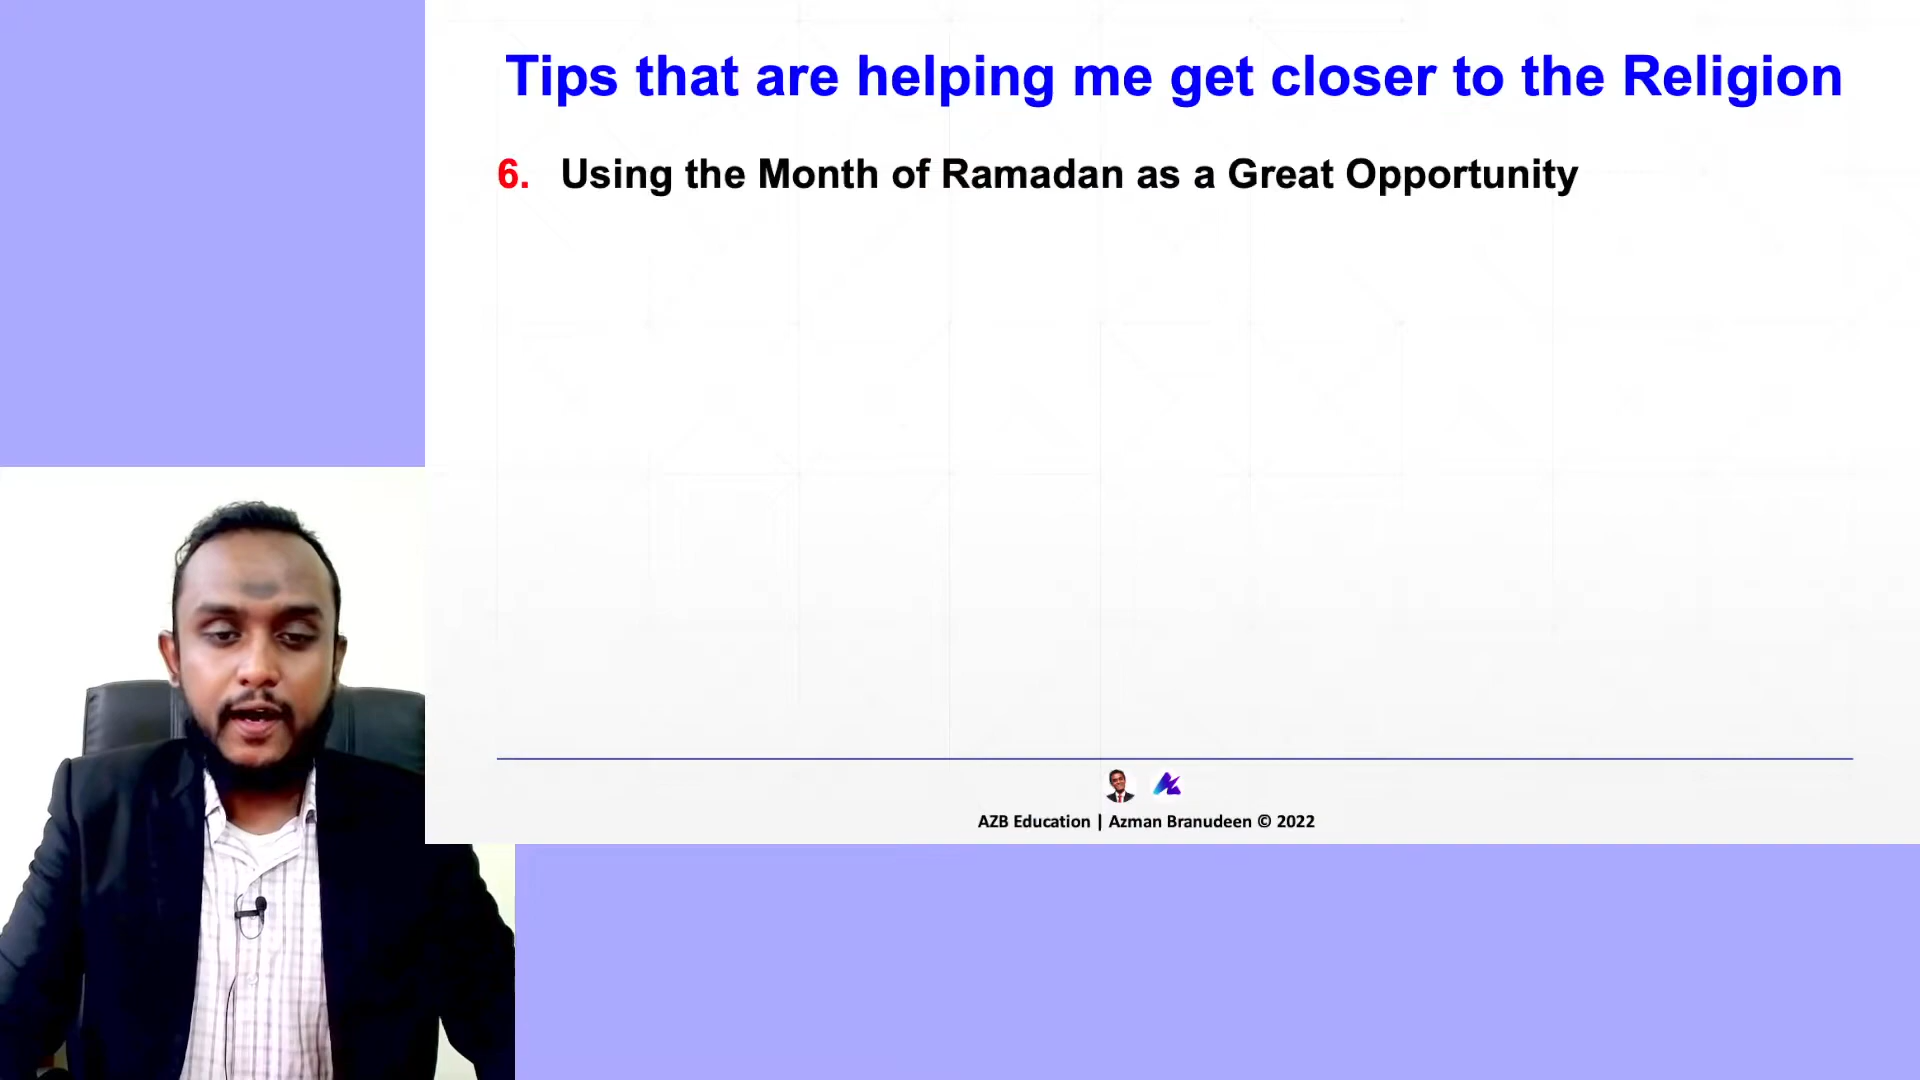 Tips that are helping me get closer to the Religion
6. Using the Month of Ramadan as a Great Opportunity
AZB Education | Azman Branudeen © 2022